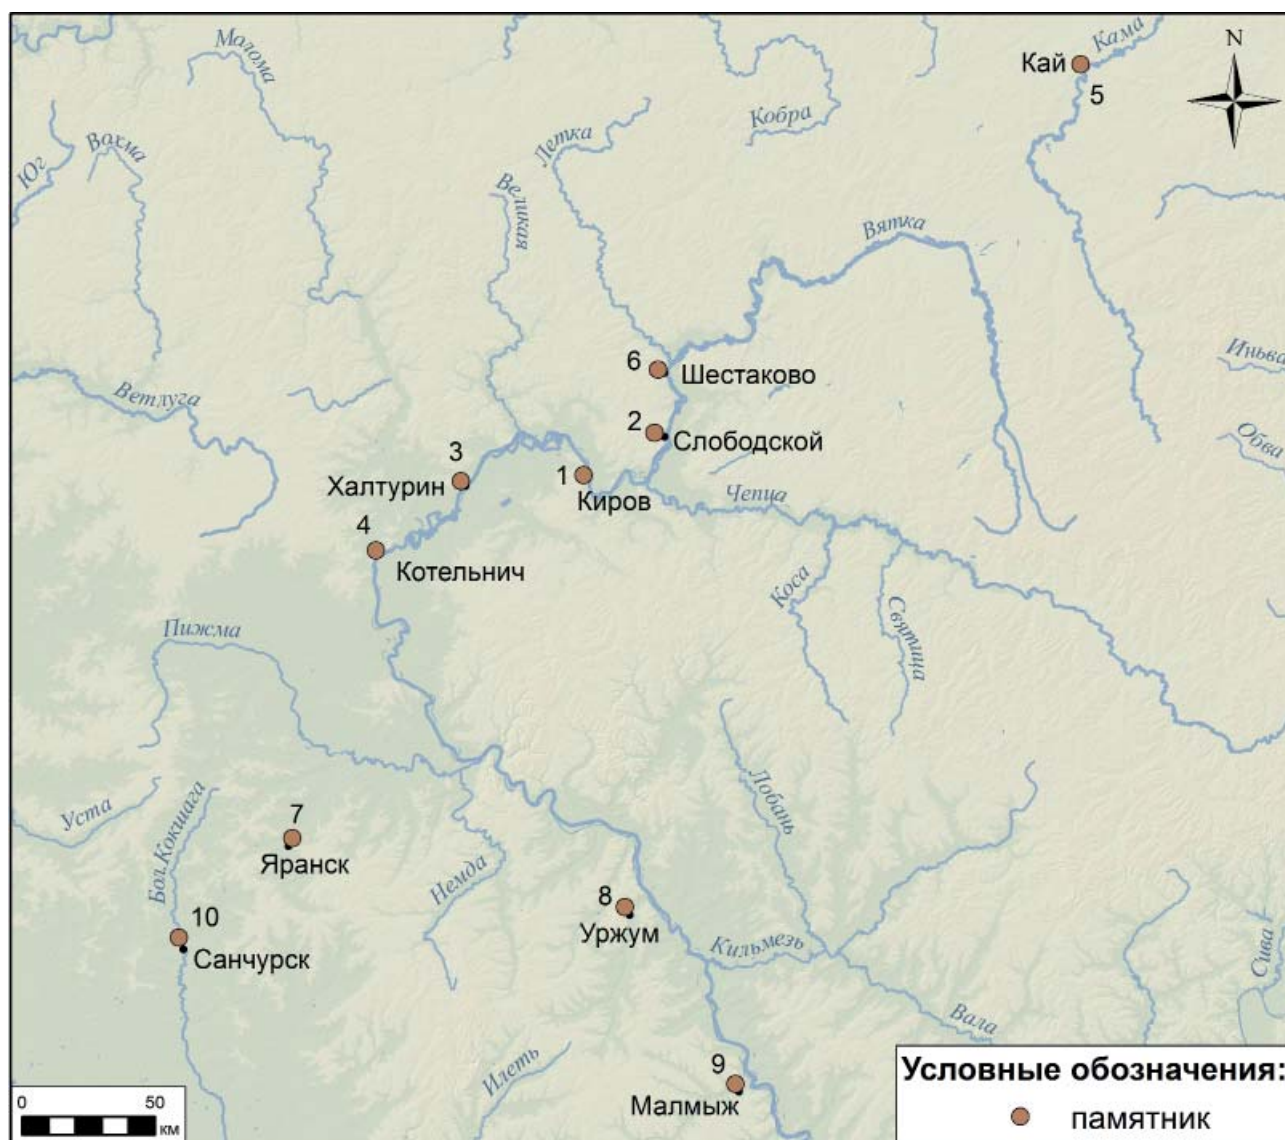 Малома
Кама
N
Кай
5
Кобра
Летка
Вохма
Юг
Великая
Вятка
Иньва
6
Шестаково
Ветлуга
2
Слободской
Обва
3
Халтурин
1
Киров
Чепца
4
Котельнич
Коса
Святица
Пижма
Лобань
Уста
Бол.Кокшага
7
Яранск
Немда
8
Уржум
10
Санчурск
Кильмезь
Сива
Вала
Илеть
9
Малмыж
Условные обозначения:
памятник
0 50
км